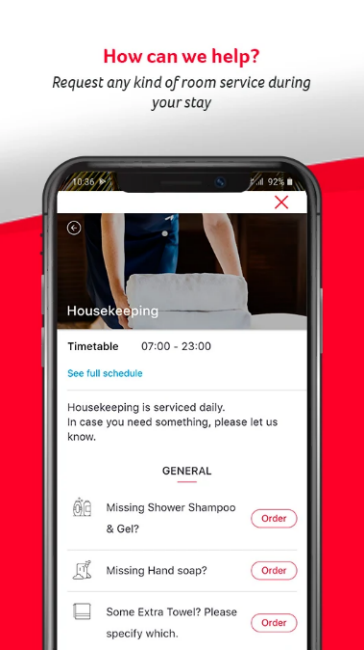 How can we help?
Request any kind of room service during
your stay
10:36
92%
Housekeeping
Timetable 07:00 - 23:00
See full schedule
Housekeeping is serviced daily.
In case you need something, please let us
know.
GENERAL
Missing Shower Shampoo
& Gel?
Order
Missing Hand soap?
Order
Some Extra Towel? Please
specify which.
Order